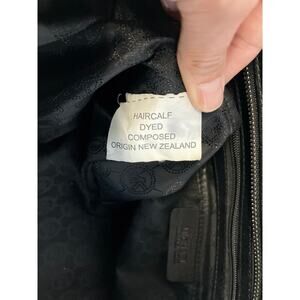 HAIRCALF
DYED
COMPOSED
ORIGIN NEW ZEALAND